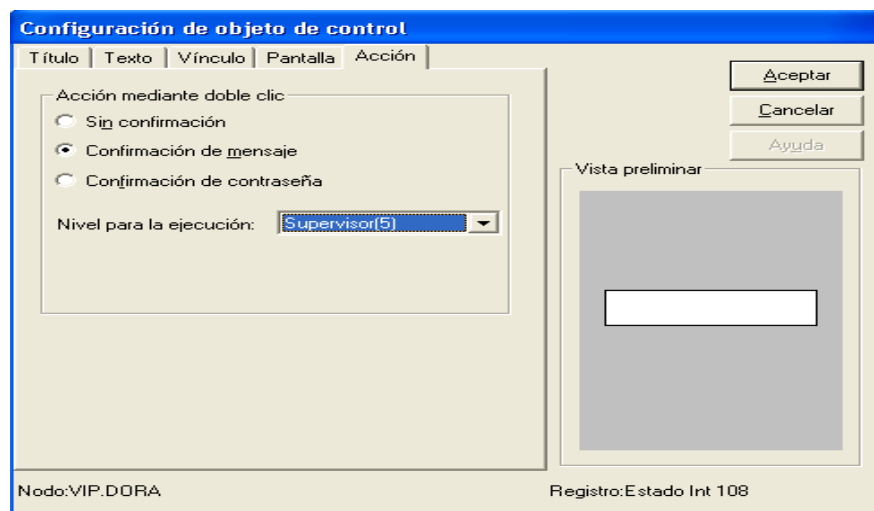 Configuración de objeto de control
Título Texto Vínculo Pantalla Acción
Acción mediante doble clic
Sin confirmación
Confirmación de mensaje
Confirmación de contraseña
Nivel para la ejecución: Supervisor(5)
Aceptar
Cancelar
Ayuda
Vista preliminar
Nodo:VIP.DORA
Registro:Estado Int 108